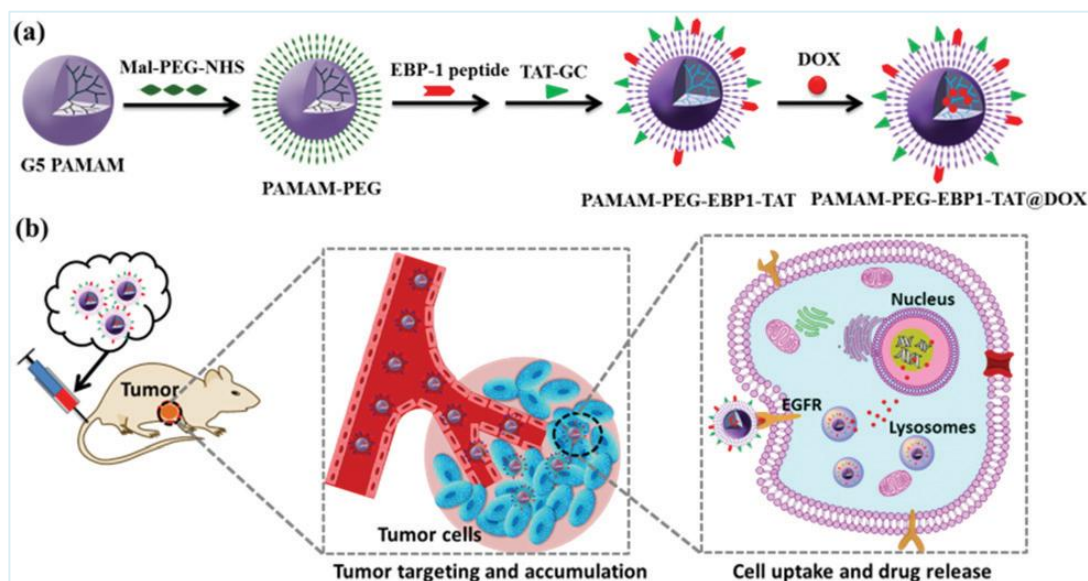 (a)
Mal-PEG-NHS
EBP-1 peptide
TAT-GC
DOX
G5 PAMAM
PAMAM-PEG
PAMAM-PEG-EBP1-TAT
PAMAM-PEG-EBP1-TAT@DOX
(b)
Tumor
Tumor cells
Tumor targeting and accumulation
Nucleus
EGFR
Lysosomes
Cell uptake and drug release